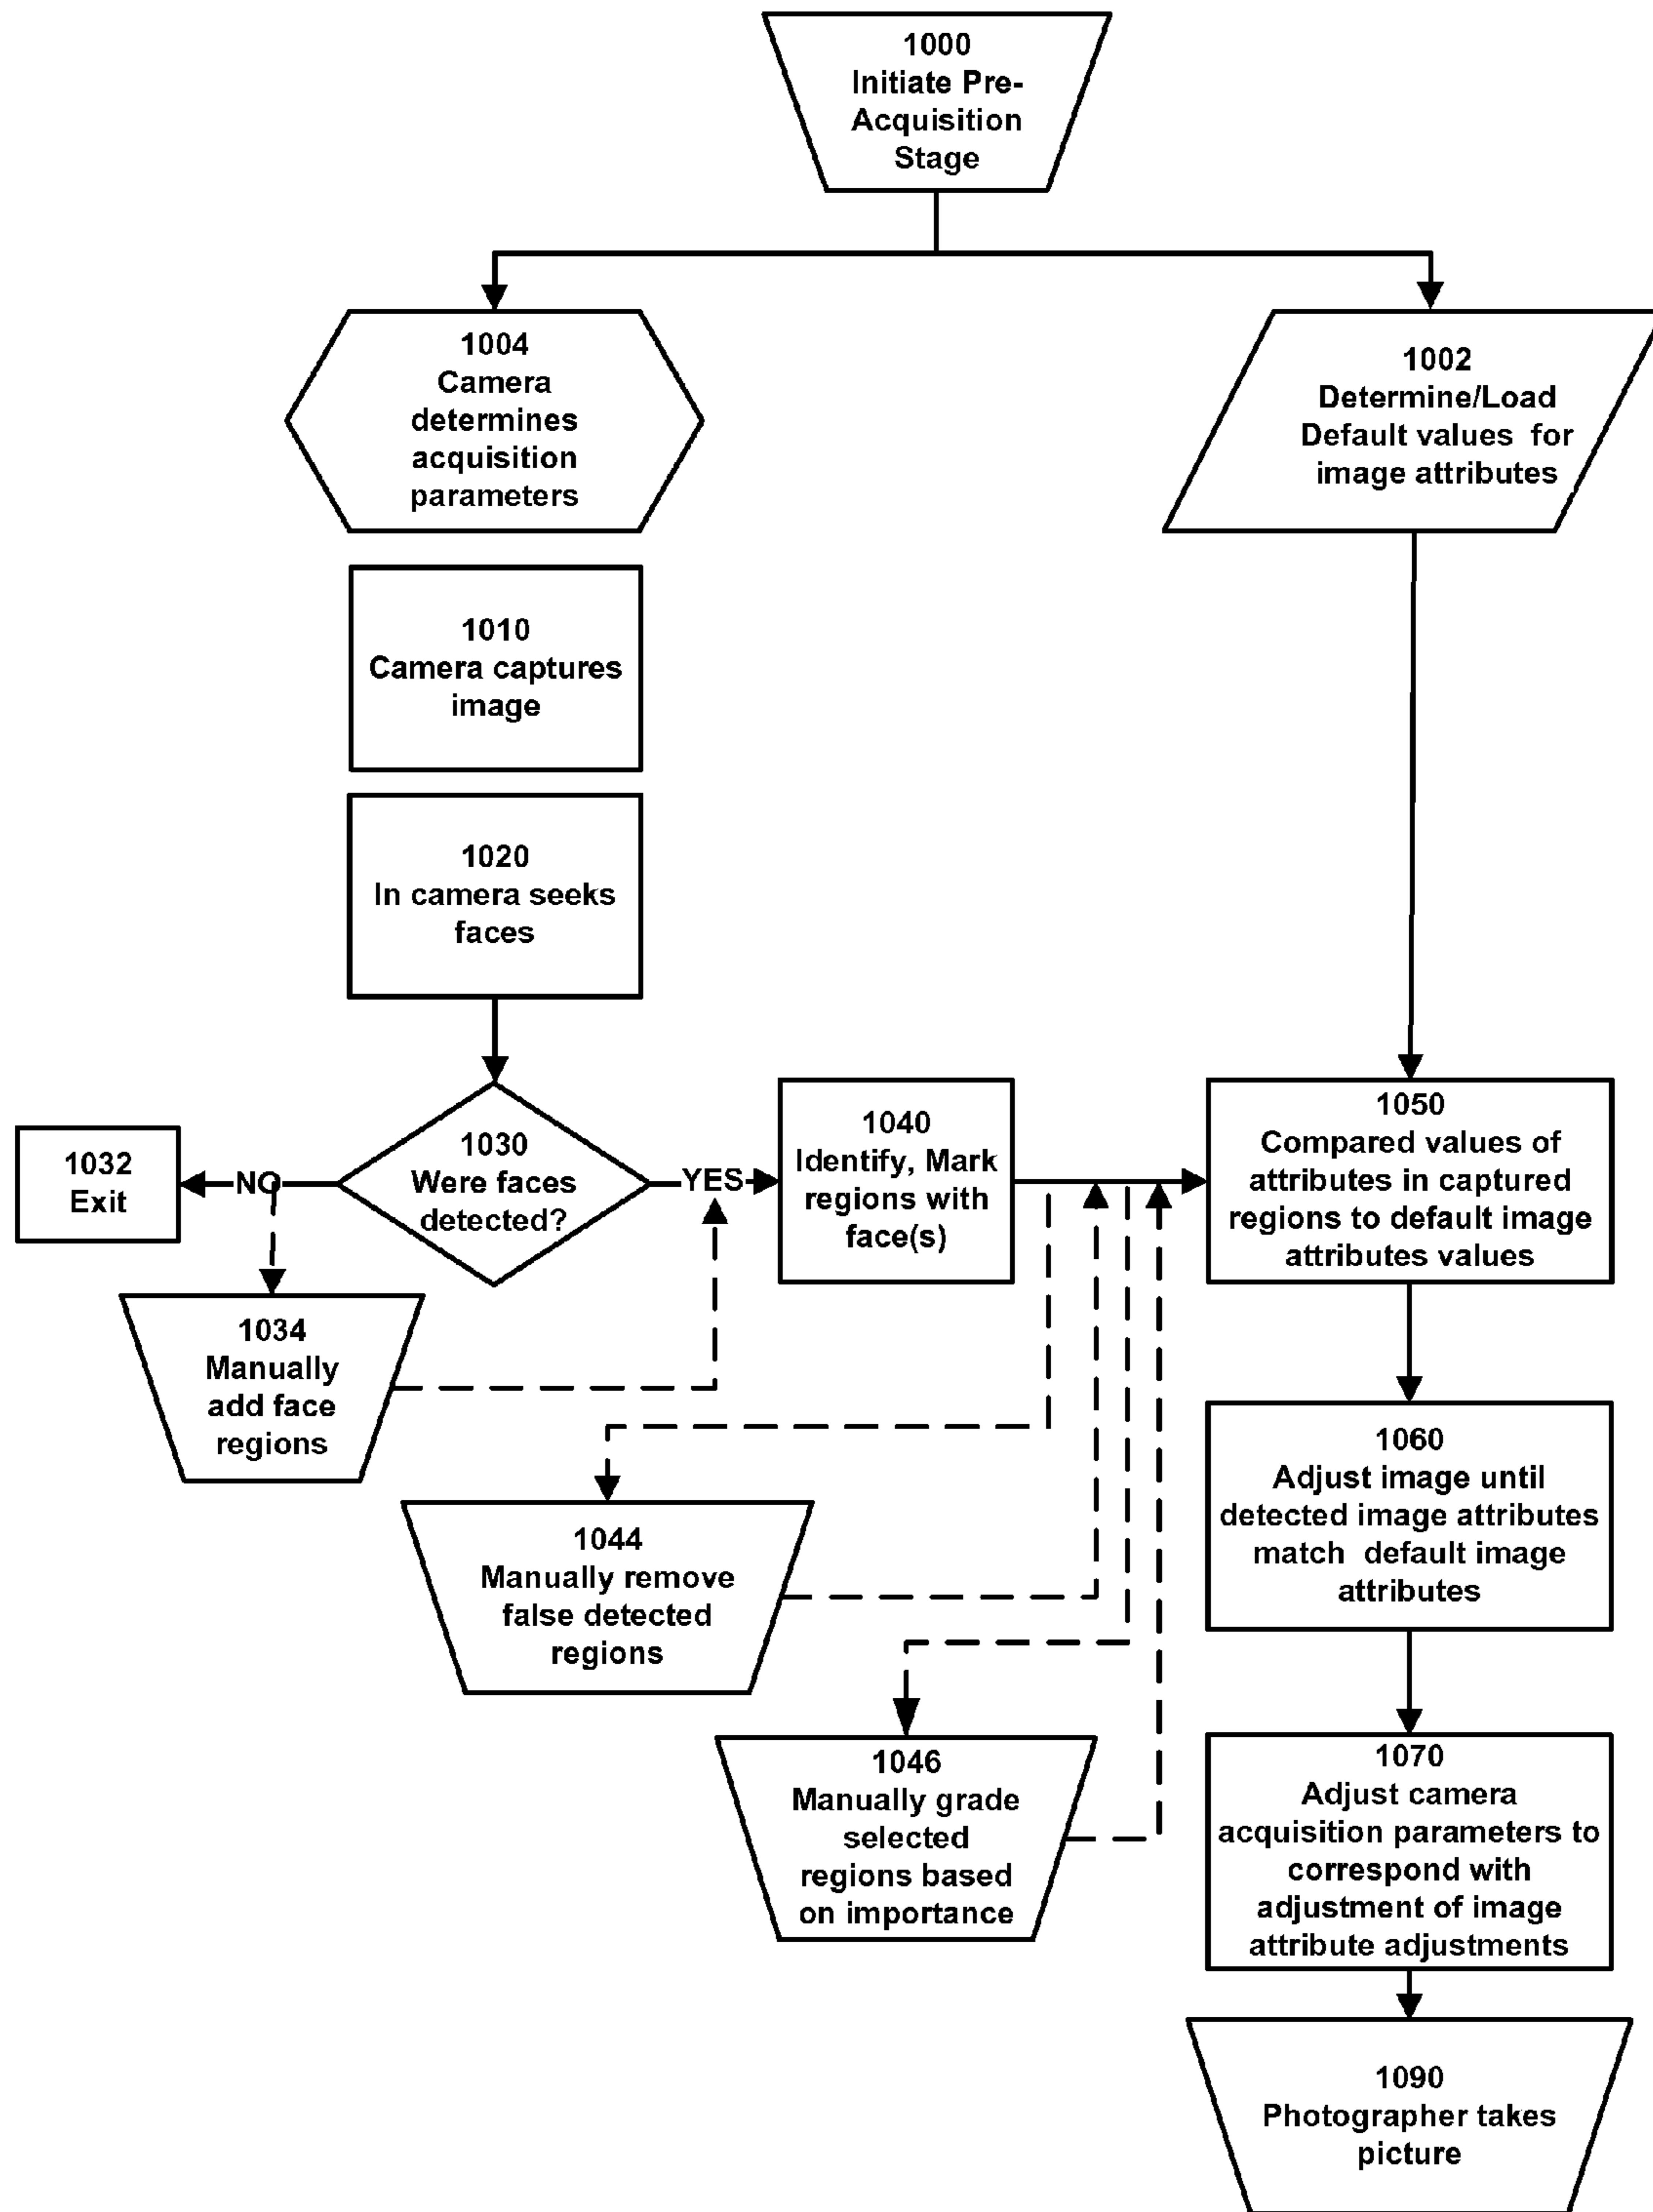 1000
Initiate Pre-
Acquisition
Stage
1004
Camera
determines
acquisition
parameters
1002
Determine/Load
Default values for
image attributes
1010
Camera captures
image
1020
In camera seeks
faces
1032
Exit
NO
1030
Were faces
detected?
YES
1040
Identify, Mark
regions with
face(s)
1050
Compared values of
attributes in captured
regions to default image
attributes values
1034
Manually
add face
regions
1044
Manually remove
false detected
regions
1046
Manually grade
selected
regions based
on importance
1060
Adjust image until
detected image attributes
match default image
attributes
1070
Adjust camera
acquisition parameters to
correspond with
adjustment of image
attribute adjustments
1090
Photographer takes
picture